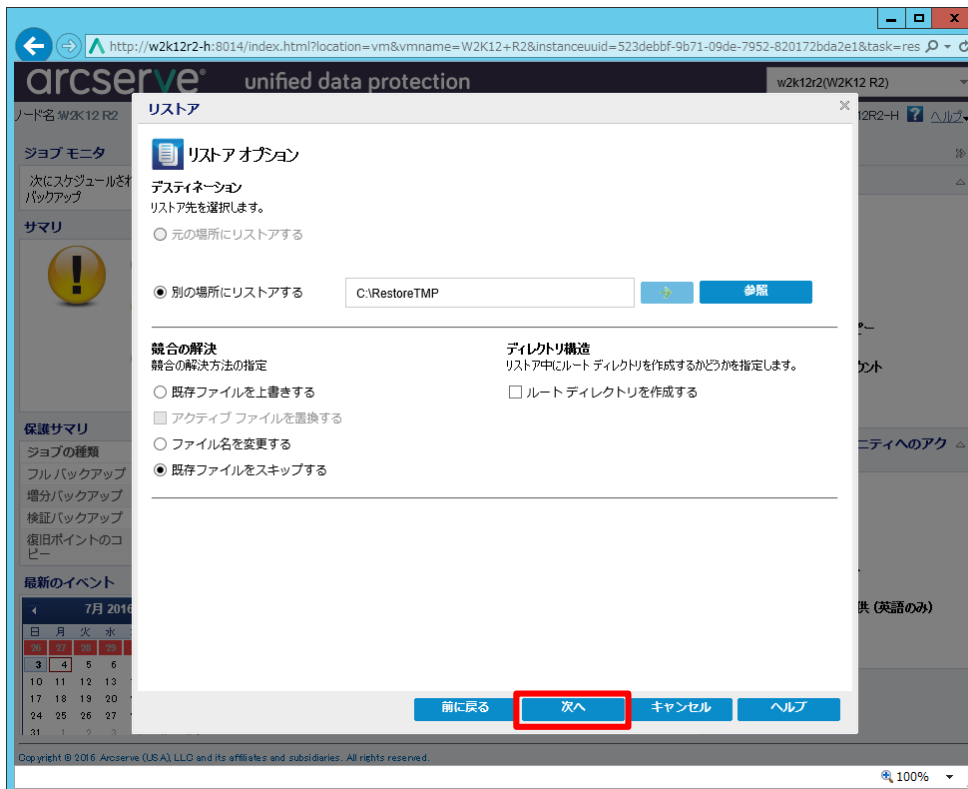 http://w2k12r2-h:8014/index.html?location=vm&vmname=W2K12+R2&instanceuuid=523debbf-9b71-09de-7952-820172bda2e1&task=res
arcserve® unified data protection
w2k12r2(W2K12 R2)
ノード名:W2K12 R2
12R2-H ヘルプ
ジョブ モニタ
次にスケジュールされ
バックアップ
サマリ
保護サマリ
ジョブの種類
フル バックアップ
増分バックアップ
検証バックアップ
復旧ポイントのコ
ピー
最新のイベント
7月 2016
日 月 火 水
26 27 28 29
3 4 5 6
10 11 12 13
17 18 19 20
24 25 26 27
31 1 2 3
リストア
リストア オプション
デスティネーション
リストア先を選択します。
元の場所にリストアする
別の場所にリストアする
C:\RestoreTMP
参照
競合の解決
競合の解決方法の指定
既存ファイルを上書きする
アクティブ ファイルを置換する
ファイル名を変更する
既存ファイルをスキップする
ディレクトリ構造
リストア中にルート ディレクトリを作成するかどうかを指定します。
ルート ディレクトリを作成する
前に戻る 次へ キャンセル ヘルプ
ピー
ウント
ニティへのアク
供 (英語のみ)
Copyright © 2016 Arcserve (USA), LLC and its affiliates and subsidiaries. All rights reserved.
100%